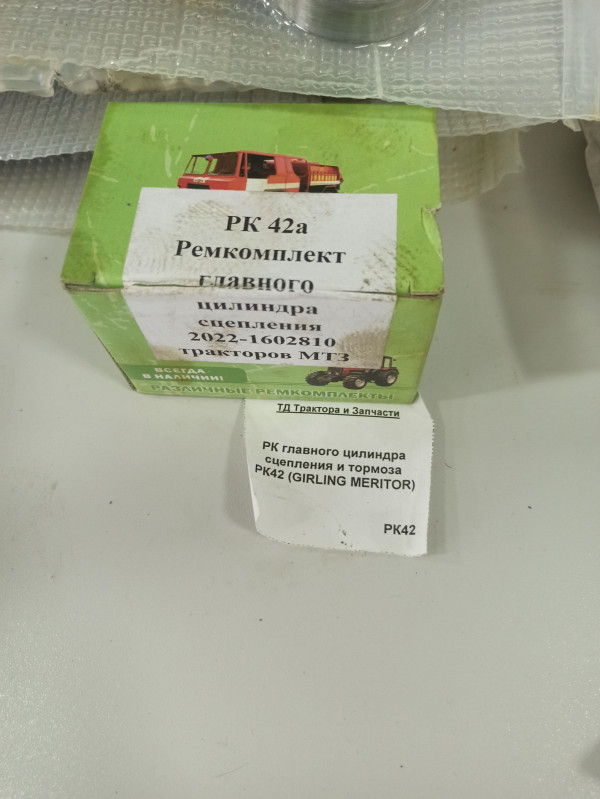 РК 42а
Ремкомплект
главного
цилиндра
сцепления
2022-1602810
тракторов МТЗ
ВСЕГДА
В НАЛИЧИИ!
РАЗЛИЧНЫЕ РЕМКОМПЛЕКТЫ
ТД Трактора и Запчасти
РК главного цилиндра
сцепления и тормоза
РК42 (GIRLING MERITOR)
РК42